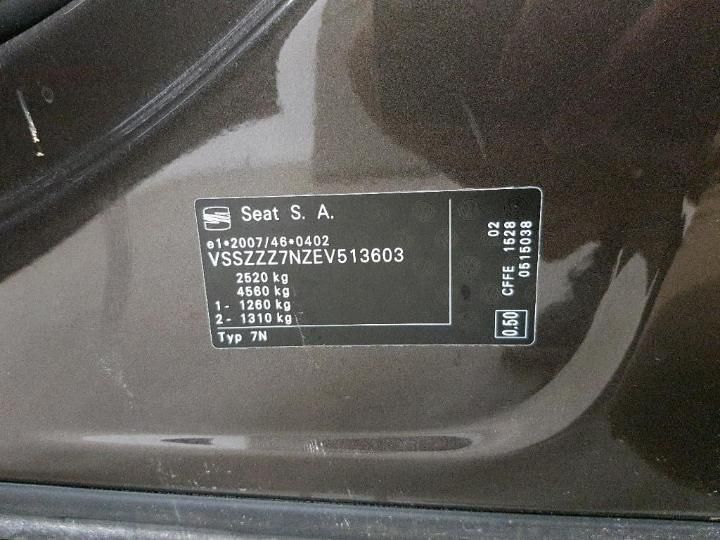 Seat S. A.
e1*2007/46*0402
VSSZZZ7NZEV513603
2520 kg
4560 kg
1- 1260 kg
2- 1310 kg
Typ 7N
02
CFFE 1528
0515038
0.50